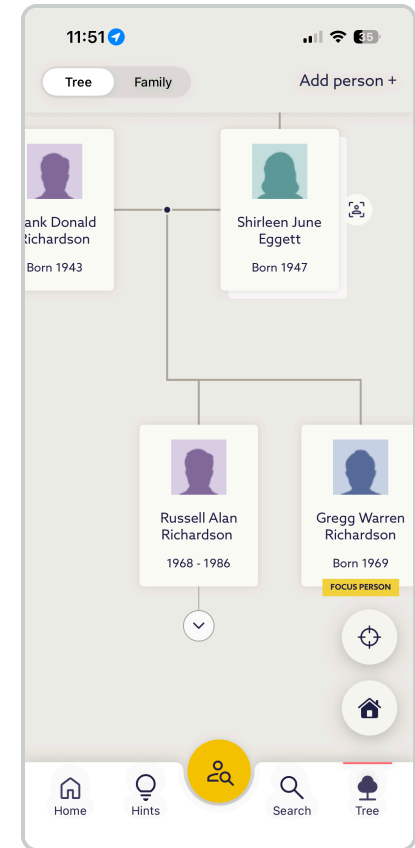 11:51
35
Tree Family
Add person +
ank Donald
Richardson
Born 1943
Shirleen June
Eggett
Born 1947
Russell Alan
Richardson
1968 - 1986
Gregg Warren
Richardson
Born 1969
FOCUS PERSON
Home
Hints
Search
Tree